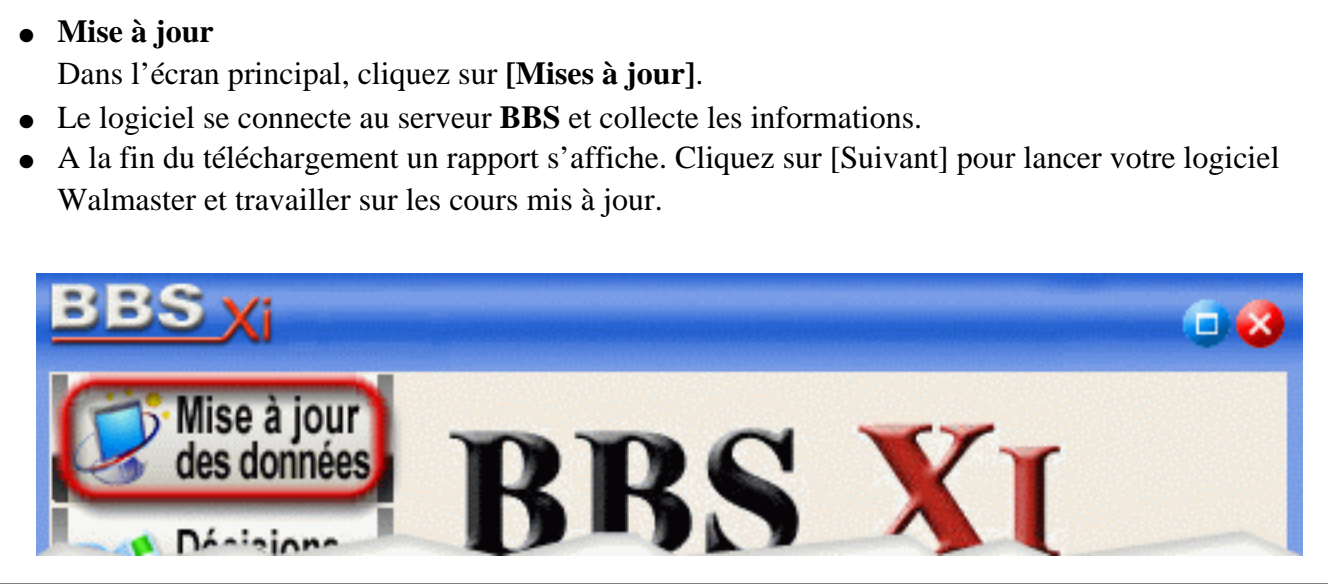 ● Mise à jour
Dans l’écran principal, cliquez sur [Mises à jour].
● Le logiciel se connecte au serveur BBS et collecte les informations.
● A la fin du téléchargement un rapport s’affiche. Cliquez sur [Suivant] pour lancer votre logiciel
Walmaster et travailler sur les cours mis à jour.
BBS Xi
Mise à jour
des données
BBS XI
Décisions